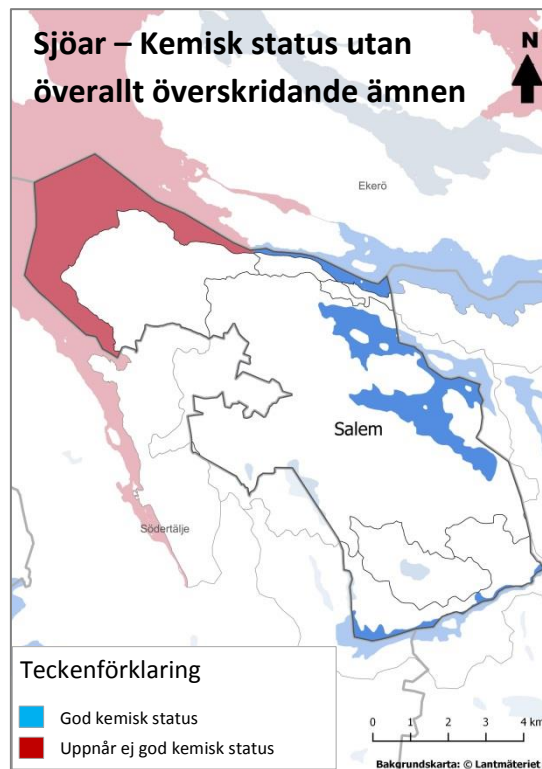 Sjöar – Kemisk status utan
överallt överskridande ämnen
N
Ekerö
Salem
Södertälje
Teckenförklaring
God kemisk status
Uppnår ej god kemisk status
0 1 2 3 4 km
Bakgrundskarta: © Lantmäteriet